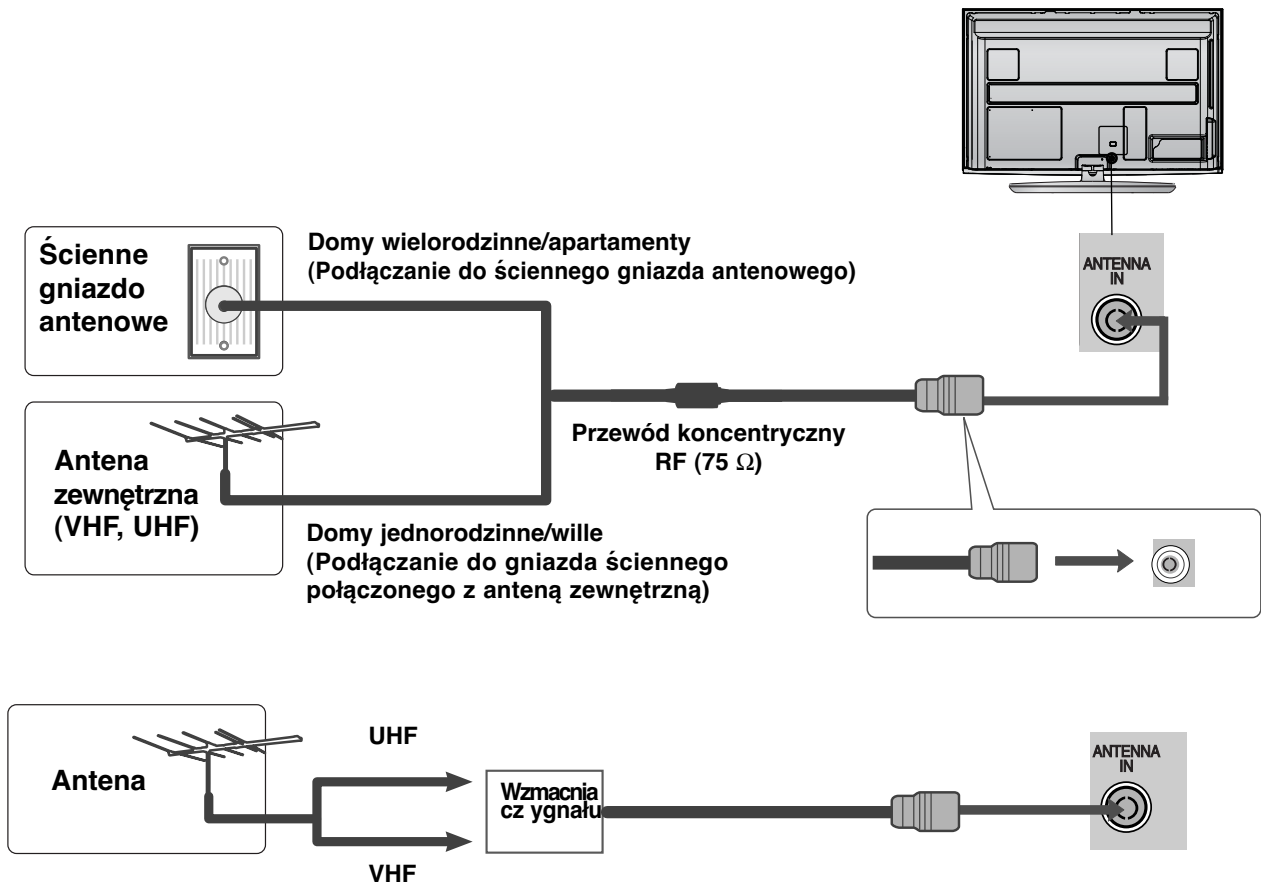 ANTENNA
IN
Ścienne
gniazdo
antenowe
Domy wielorodzinne/apartamenty
(Podłączanie do ściennego gniazda antenowego)
Przewód koncentryczny
RF (75 Ω)
Antena
zewnętrzna
(VHF, UHF)
Domy jednorodzinne/wille
(Podłączanie do gniazda ściennego
połączonego z anteną zewnętrzną)
Antena
UHF
VHF
Wzmacnia
cz ygnału
ANTENNA
IN